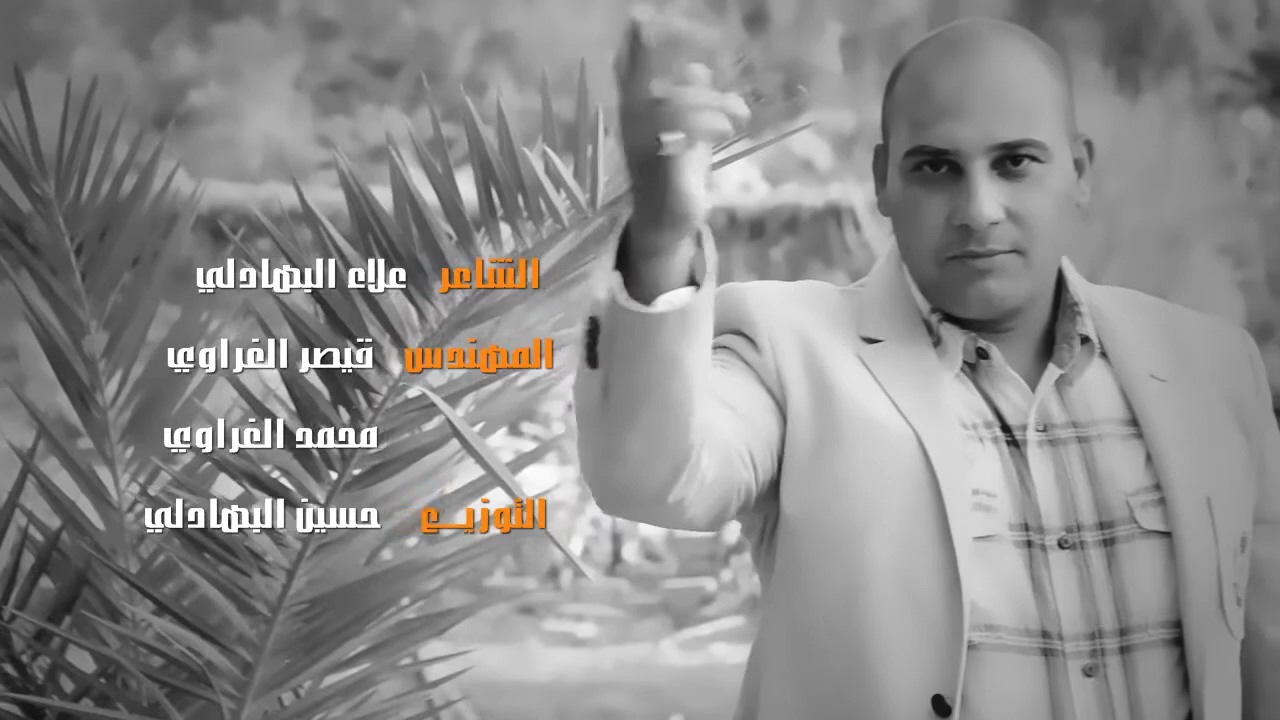 الشاعر علاء البهادلي
المهندس قيصر الغراوي
محمد الغراوي
التوزيـع حسين البهادلي